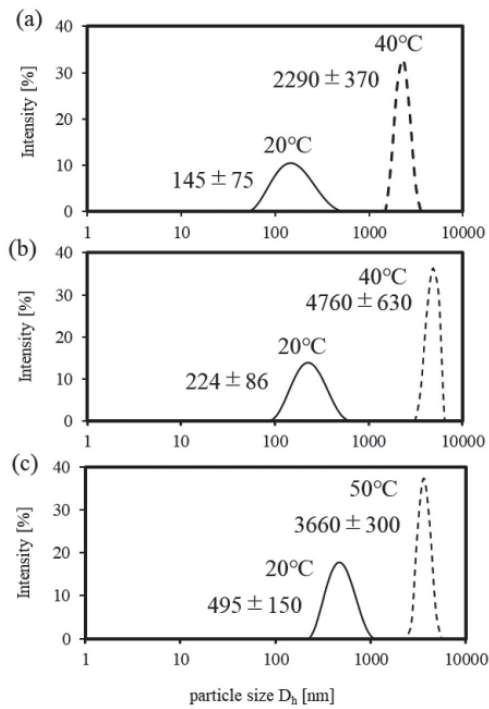 (a)
40
40°C
30
2290 ± 370
Intensity [%]
20
20°C
10
145 ± 75
0
1 10 100 1000 10000
(b)
40
40°C
30
4760 ± 630
Intensity [%]
20
20°C
10
224 ± 86
0
1 10 100 1000 10000
(c)
40
50°C
30
3660 ± 300
Intensity [%]
20
20°C
10
495 ± 150
0
1 10 100 1000 10000
particle size Dₕ [nm]